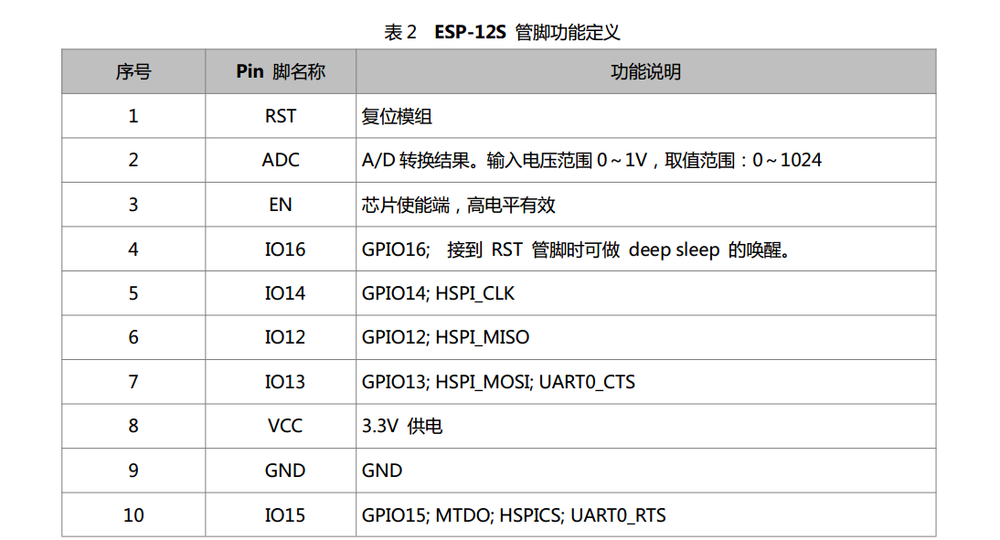 表 2 ESP-12S 管脚功能定义
序号 Pin 脚名称 功能说明
1 RST 复位模组
2 ADC A/D 转换结果。输入电压范围 0～1V，取值范围：0～1024
3 EN 芯片使能端，高电平有效
4 IO16 GPIO16; 接到 RST 管脚时可做 deep sleep 的唤醒。
5 IO14 GPIO14; HSPI_CLK
6 IO12 GPIO12; HSPI_MISO
7 IO13 GPIO13; HSPI_MOSI; UART0_CTS
8 VCC 3.3V 供电
9 GND GND
10 IO15 GPIO15; MTDO; HSPICS; UART0_RTS